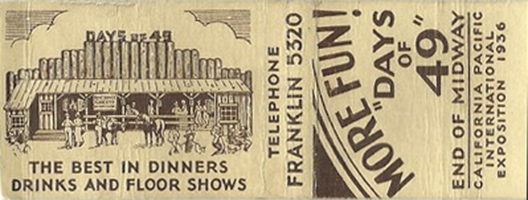 DAYS OF 49
THE BEST IN DINNERS
DRINKS AND FLOOR SHOWS
TELEPHONE
FRANKLIN 5320
MORE FUN!
"DAYS
OF
49"
END OF MIDWAY
CALIFORNIA PACIFIC
INTERNATIONAL
EXPOSITION 1936